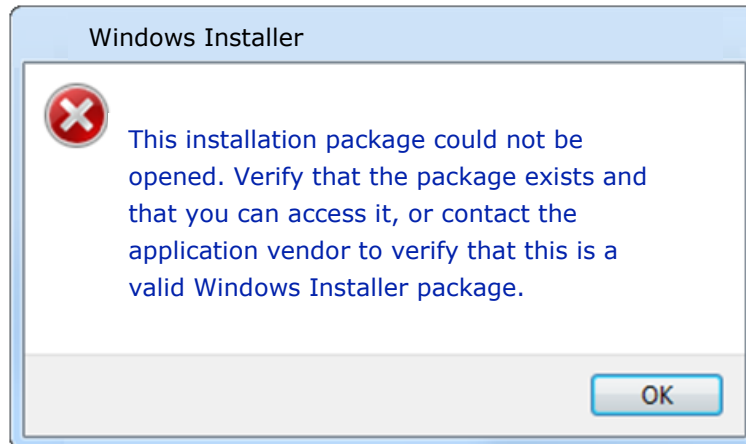 Windows Installer
This installation package could not be
opened. Verify that the package exists and
that you can access it, or contact the
application vendor to verify that this is a
valid Windows Installer package.
OK